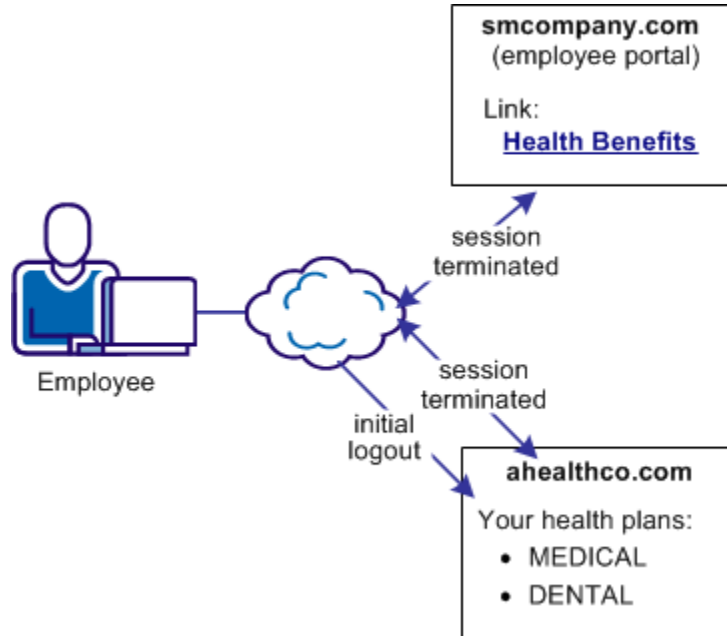 smcompany.com
(employee portal)
Link:
Health Benefits
session
terminated
Employee
session
terminated
initial
logout
ahealthco.com
Your health plans:
• MEDICAL
• DENTAL